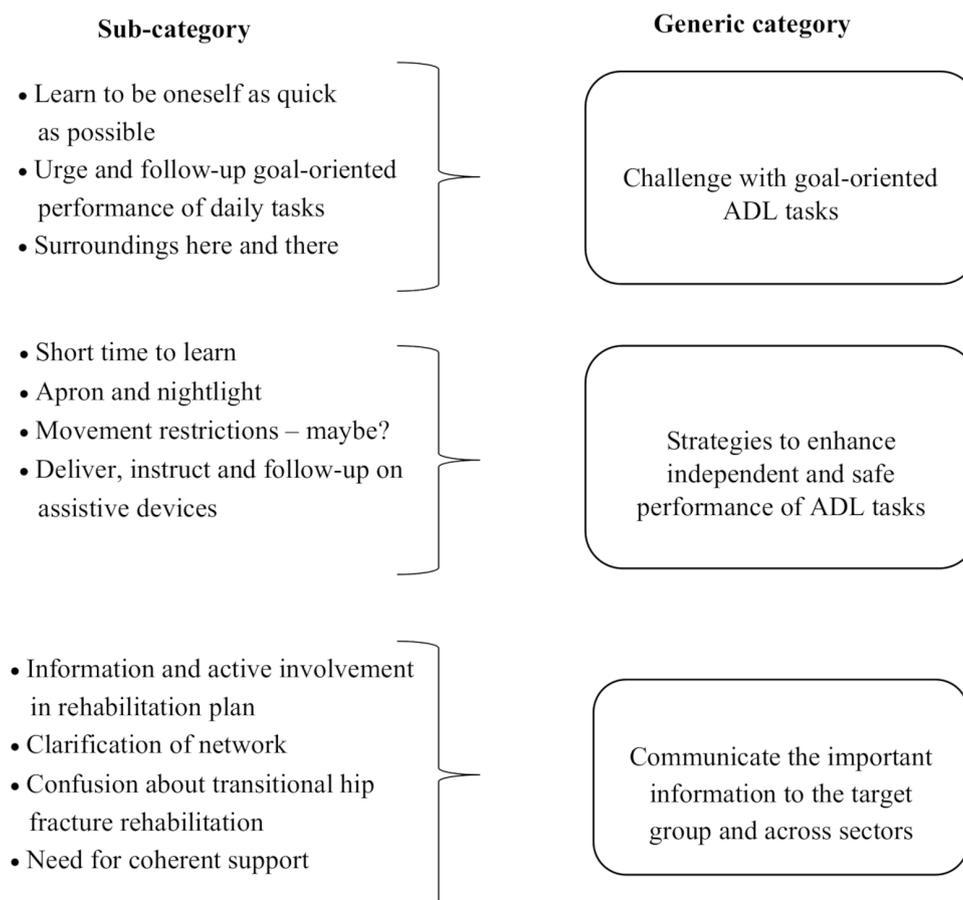 Sub-category
• Learn to be oneself as quick
as possible
• Urge and follow-up goal-oriented
performance of daily tasks
• Surroundings here and there
• Short time to learn
• Apron and nightlight
• Movement restrictions – maybe?
• Deliver, instruct and follow-up on
assistive devices
• Information and active involvement
in rehabilitation plan
• Clarification of network
• Confusion about transitional hip
fracture rehabilitation
• Need for coherent support
Generic category
Challenge with goal-oriented
ADL tasks
Strategies to enhance
independent and safe
performance of ADL tasks
Communicate the important
information to the target
group and across sectors